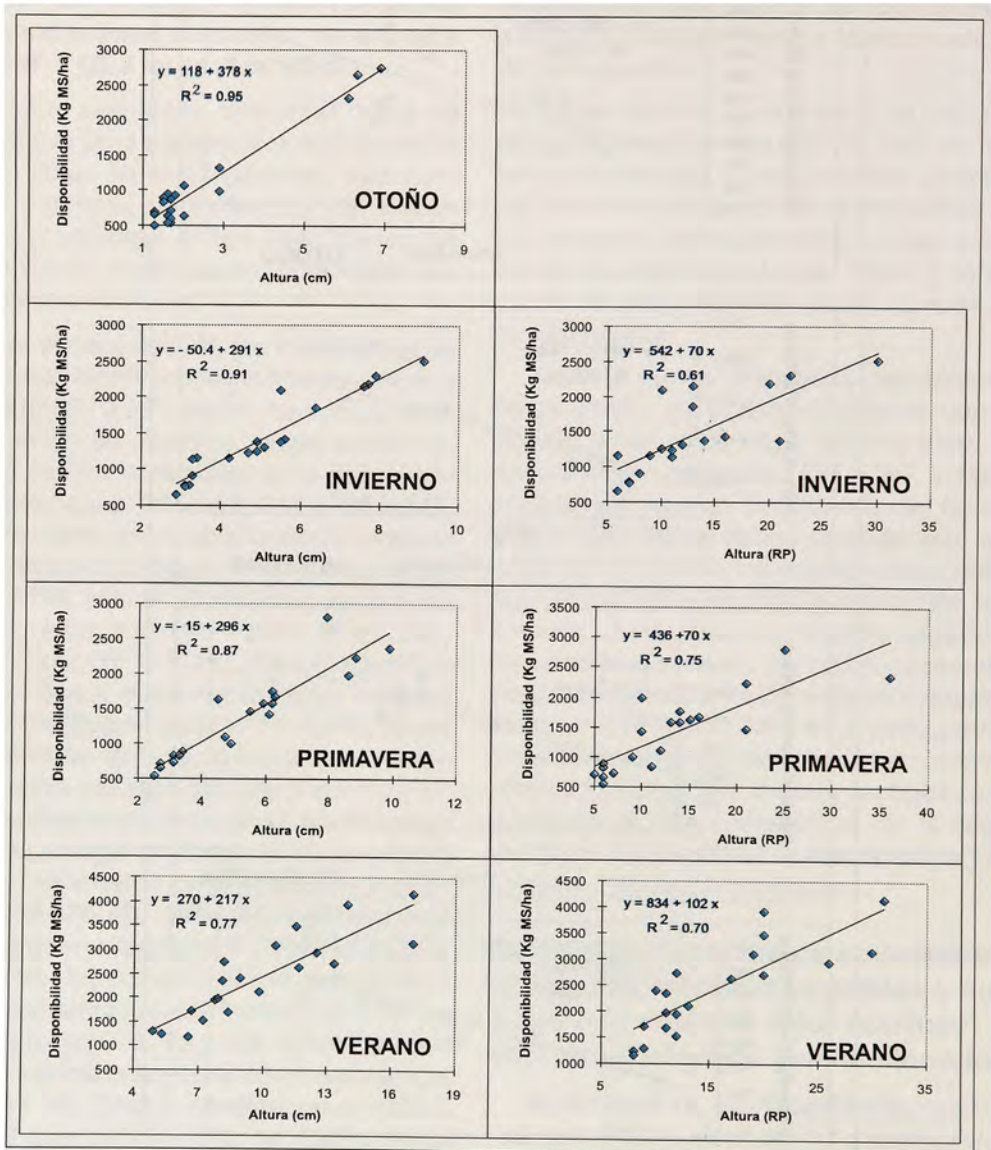 3000
2500
2000
1500
1000
500
Disponibilidad (Kg MS/ha)
y = 118 + 378 x
R² = 0.95
OTOÑO
1 3 5 7 9
Altura (cm)
3000
2500
2000
1500
1000
500
Disponibilidad (Kg MS/ha)
y = - 50.4 + 291 x
R² = 0.91
INVIERNO
2 4 6 8 10
Altura (cm)
3000
2500
2000
1500
1000
500
Disponibilidad (Kg MS/ha)
y = 542 + 70 x
R² = 0.61
INVIERNO
5 10 15 20 25 30 35
Altura (RP)
3000
2500
2000
1500
1000
500
Disponibilidad (Kg MS/ha)
y = - 15 + 296 x
R² = 0.87
PRIMAVERA
2 4 6 8 10 12
Altura (cm)
3500
3000
2500
2000
1500
1000
500
Disponibilidad (Kg MS/ha)
y = 436 +70 x
R² = 0.75
PRIMAVERA
5 10 15 20 25 30 35 40
Altura (RP)
4500
4000
3500
3000
2500
2000
1500
1000
500
Disponibilidad (Kg MS/ha)
y = 270 + 217 x
R² = 0.77
VERANO
4 7 10 13 16 19
Altura (cm)
4500
4000
3500
3000
2500
2000
1500
1000
Disponibilidad (Kg MS/ha)
y = 834 + 102 x
R² = 0.70
VERANO
5 15 25 35
Altura (RP)